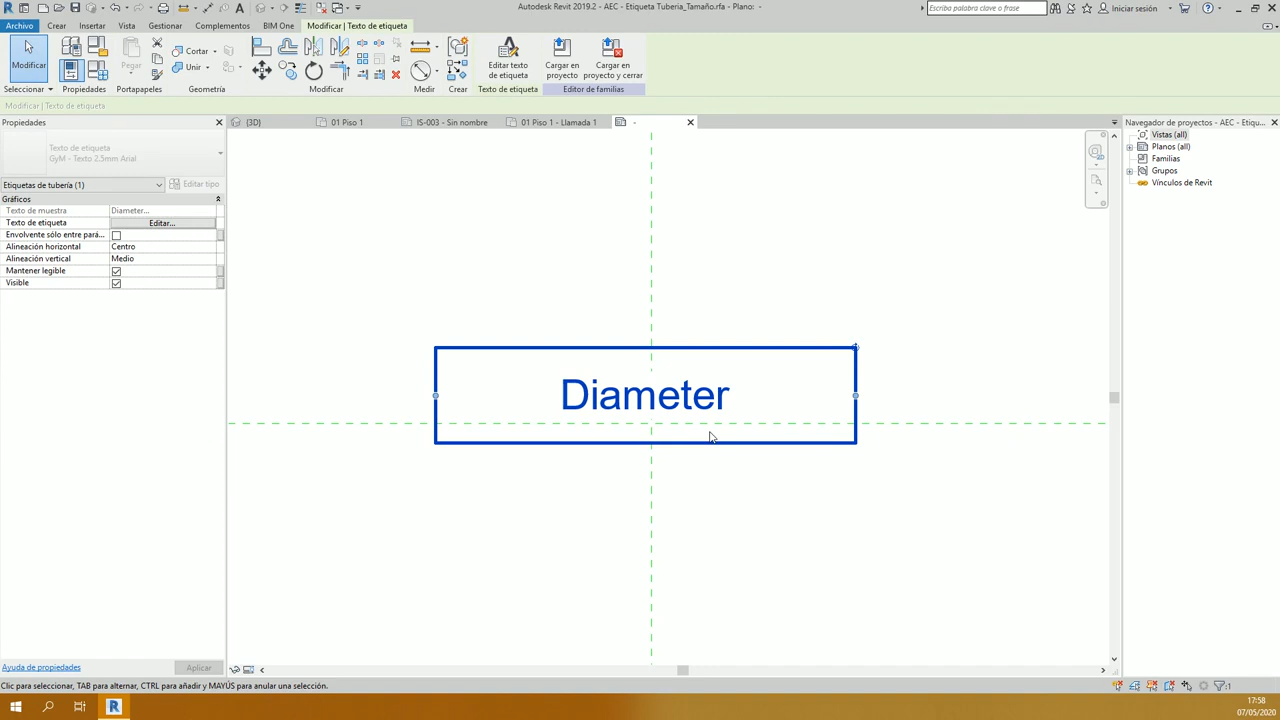 Autodesk Revit 2019.2 - AEC - Etiqueta Tuberia_Tamaño.rfa - Plano: -
Escriba palabra clave o frase
Iniciar sesión
Archivo Crear Insertar Vista Gestionar Complementos BIM One Modificar | Texto de etiqueta
Modificar
Pegar
Cortar
Unir
Editar texto de etiqueta
Cargar en proyecto
Cargar en proyecto y cerrar
Seleccionar Propiedades Portapapeles Geometría Modificar Medir Crear Texto de etiqueta Editor de familias
Modificar | Texto de etiqueta
Propiedades
{3D} 01 Piso 1 IS-003 - Sin nombre 01 Piso 1 - Llamada 1 -
Navegador de proyectos - AEC - Etiqu...
Texto de etiqueta
GyM - Texto 2.5mm Arial
Etiquetas de tubería (1) Editar tipo
Gráficos
Texto de muestra Diameter...
Texto de etiqueta Editar...
Envolvente sólo entre pará...
Alineación horizontal Centro
Alineación vertical Medio
Mantener legible
Visible
Vistas (all)
Planos (all)
Familias
Grupos
Vínculos de Revit
Diameter
Ayuda de propiedades Aplicar
Clic para seleccionar, TAB para alternar, CTRL para añadir y MAYÚS para anular una selección.
:1
17:58
07/05/2020